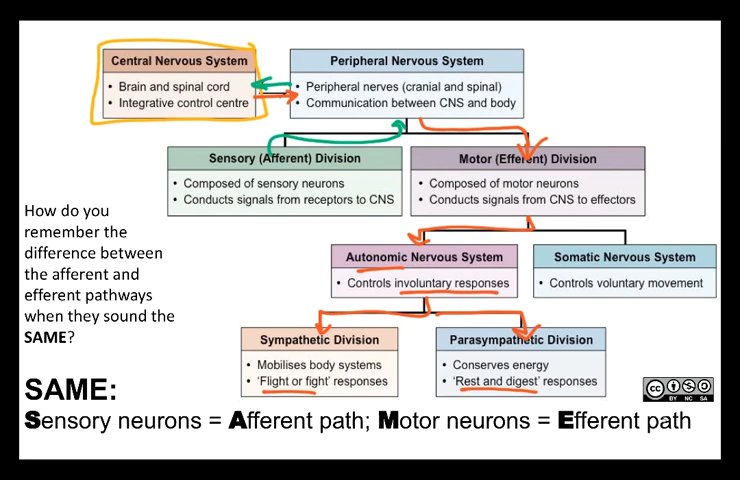 Central Nervous System
• Brain and spinal cord
• Integrative control centre
Peripheral Nervous System
• Peripheral nerves (cranial and spinal)
• Communication between CNS and body
Sensory (Afferent) Division
• Composed of sensory neurons
• Conducts signals from receptors to CNS
Motor (Efferent) Division
• Composed of motor neurons
• Conducts signals from CNS to effectors
How do you
remember the
difference between
the afferent and
efferent pathways
when they sound the
SAME?
Autonomic Nervous System
• Controls involuntary responses
Somatic Nervous System
• Controls voluntary movement
Sympathetic Division
• Mobilises body systems
• 'Flight or fight' responses
Parasympathetic Division
• Conserves energy
• 'Rest and digest' responses
cc
BY NC SA
SAME:
Sensory neurons = Afferent path; Motor neurons = Efferent path